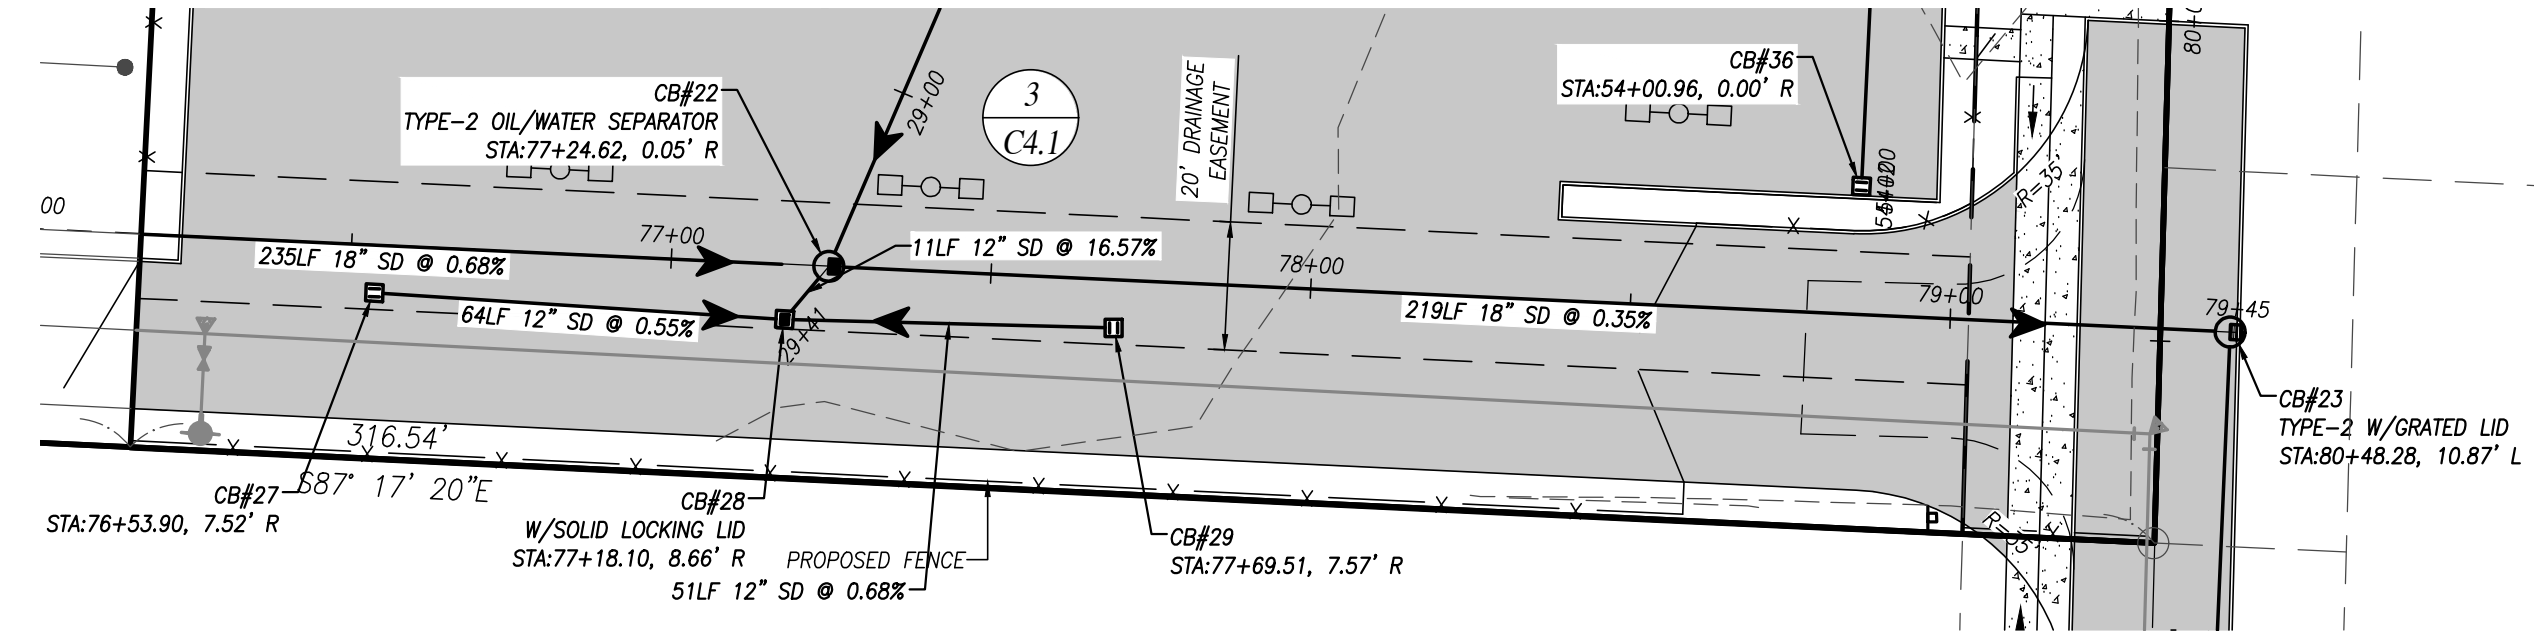 CB#22
TYPE-2 OIL/WATER SEPARATOR
STA:77+24.62, 0.05' R
29+00
3
C4.1
20' DRAINAGE
EASEMENT
CB#36
STA:54+00.96, 0.00' R
R=35'
00
77+00
235LF 18" SD @ 0.68%
11LF 12" SD @ 16.57%
78+00
64LF 12" SD @ 0.55%
29+41
219LF 18" SD @ 0.35%
79+00
79+45
CB#23
TYPE-2 W/GRATED LID
STA:80+48.28, 10.87' L
316.54'
S87° 17' 20"E
CB#27
STA:76+53.90, 7.52' R
CB#28
W/SOLID LOCKING LID
STA:77+18.10, 8.66' R
PROPOSED FENCE
51LF 12" SD @ 0.68%
CB#29
STA:77+69.51, 7.57' R